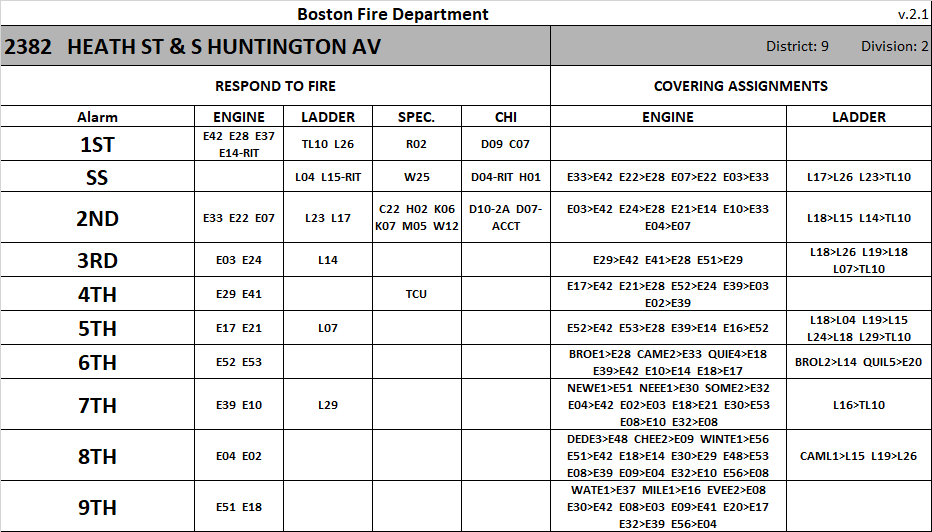 Boston Fire Department v.2.1
2382 HEATH ST & S HUNTINGTON AV District: 9 Division: 2
RESPOND TO FIRE COVERING ASSIGNMENTS
Alarm ENGINE LADDER SPEC. CHI ENGINE LADDER
1ST E42 E28 E37 TL10 L26 R02 D09 C07
E14-RIT
SS L04 L15-RIT W25 D04-RIT H01 E33>E42 E22>E28 E07>E22 E03>E33 L17>L26 L23>TL10
2ND E33 E22 E07 L23 L17 C22 H02 K06 D10-2A D07- E03>E42 E24>E28 E21>E14 E10>E33 L18>L15 L14>TL10
K07 M05 W12 ACCT E04>E07
3RD E03 E24 L14 E29>E42 E41>E28 E51>E29 L18>L26 L19>L18
L07>TL10
4TH E29 E41 TCU E17>E42 E21>E28 E52>E24 E39>E03
E02>E39
5TH E17 E21 L07 E52>E42 E53>E28 E39>E14 E16>E52 L18>L04 L19>L15
L24>L18 L29>TL10
6TH E52 E53 BROE1>E28 CAME2>E33 QUIE4>E18 BROL2>L14 QUIL5>E20
E39>E42 E10>E14 E18>E17
7TH E39 E10 L29 NEWE1>E51 NEEE1>E30 SOME2>E32 L16>TL10
E04>E42 E02>E03 E18>E21 E30>E53
E08>E10 E32>E08
8TH E04 E02 DEDE3>E48 CHEE2>E09 WINTE1>E56 CAML1>L15 L19>L26
E51>E42 E18>E14 E30>E29 E48>E53
E08>E39 E09>E04 E32>E10 E56>E08
9TH E51 E18 WATE1>E37 MILE1>E16 EVEE2>E08
E30>E42 E08>E03 E09>E41 E20>E17
E32>E39 E56>E04